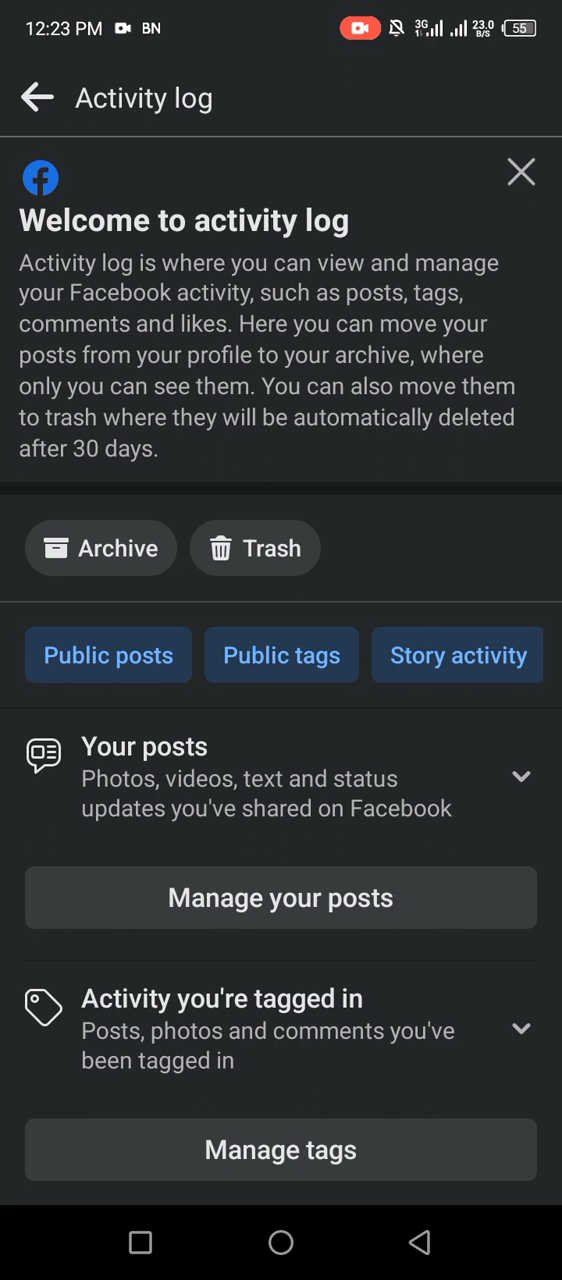 12:23 PM BN 3G 23.0 B/S 55
Activity log
Welcome to activity log
Activity log is where you can view and manage
your Facebook activity, such as posts, tags,
comments and likes. Here you can move your
posts from your profile to your archive, where
only you can see them. You can also move them
to trash where they will be automatically deleted
after 30 days.
Archive Trash
Public posts Public tags Story activity
Your posts
Photos, videos, text and status
updates you've shared on Facebook
Manage your posts
Activity you're tagged in
Posts, photos and comments you've
been tagged in
Manage tags